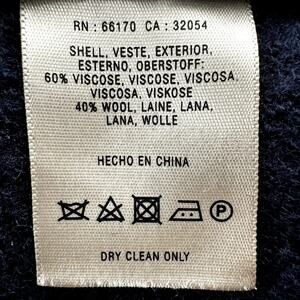 RN : 66170 CA : 32054
SHELL, VESTE, EXTERIOR,
ESTERNO, OBERSTOFF:
60% VISCOSE, VISCOSE, VISCOSA,
VISCOSA, VISKOSE
40% WOOL, LAINE, LANA,
LANA, WOLLE
HECHO EN CHINA
P
DRY CLEAN ONLY